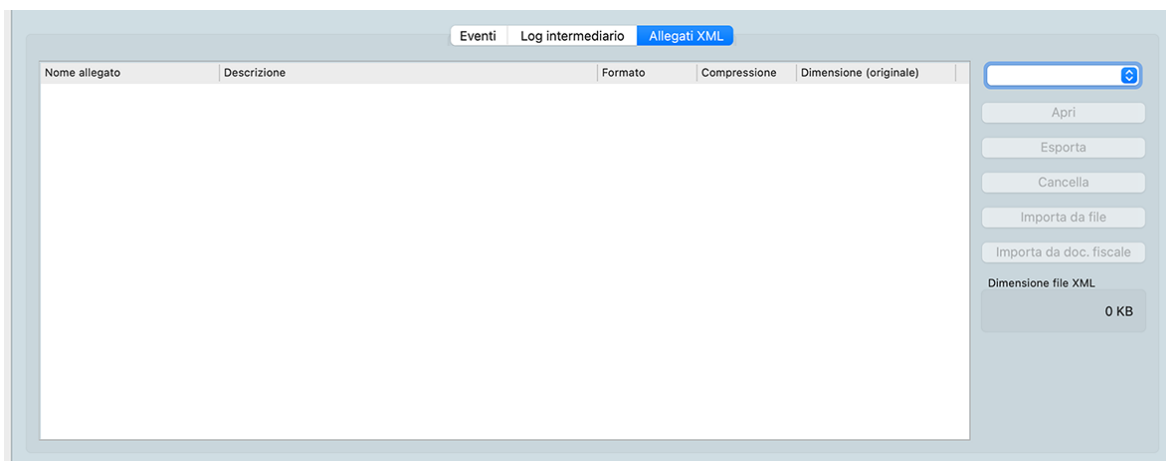 Eventi Log intermediario Allegati XML
Nome allegato Descrizione Formato Compressione Dimensione (originale)
Apri
Esporta
Cancella
Importa da file
Importa da doc. fiscale
Dimensione file XML
0 KB